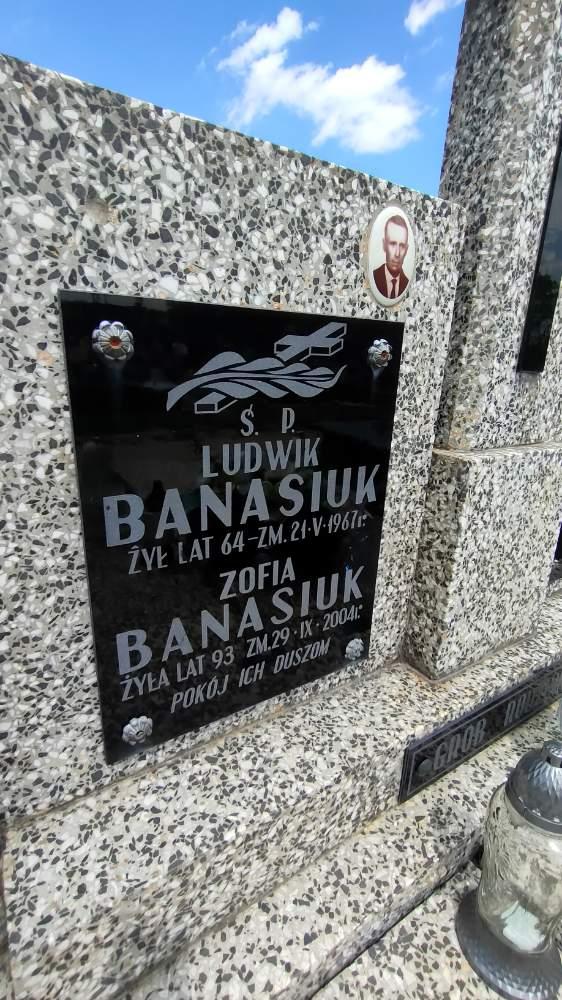 Ś. P.
LUDWIK
BANASIUK
ŻYŁ LAT 64 - ZM. 21·V·1967r.
ZOFIA
BANASIUK
ŻYŁA LAT 93 ZM.29·IX·2004r.
POKÓJ ICH DUSZOM
GRÓB